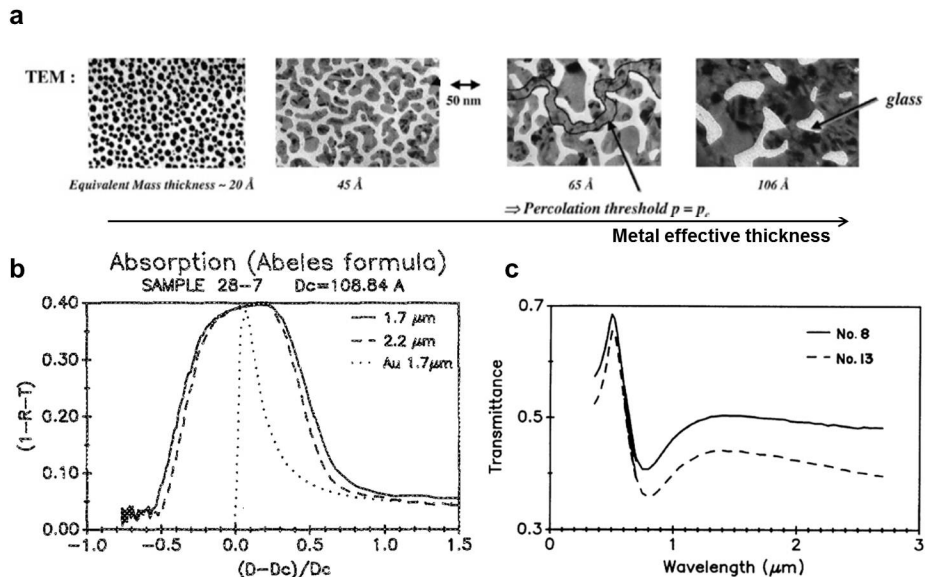 a
TEM :
50 nm
glass
Equivalent Mass thickness ~ 20 Å
45 Å
65 Å
106 Å
⇒ Percolation threshold p = pc
Metal effective thickness
b
Absorption (Abeles formula)
SAMPLE 28--7 Dc=108.84 A
0.40
0.30
0.20
0.10
0.00
(1-R-T)
1.7 μm
2.2 μm
Au 1.7μm
-1.0
-0.5
0.0
0.5
1.0
1.5
(D-Dc)/Dc
c
0.7
0.5
0.3
Transmittance
No. 8
No. 13
0
1
2
3
Wavelength (μm)